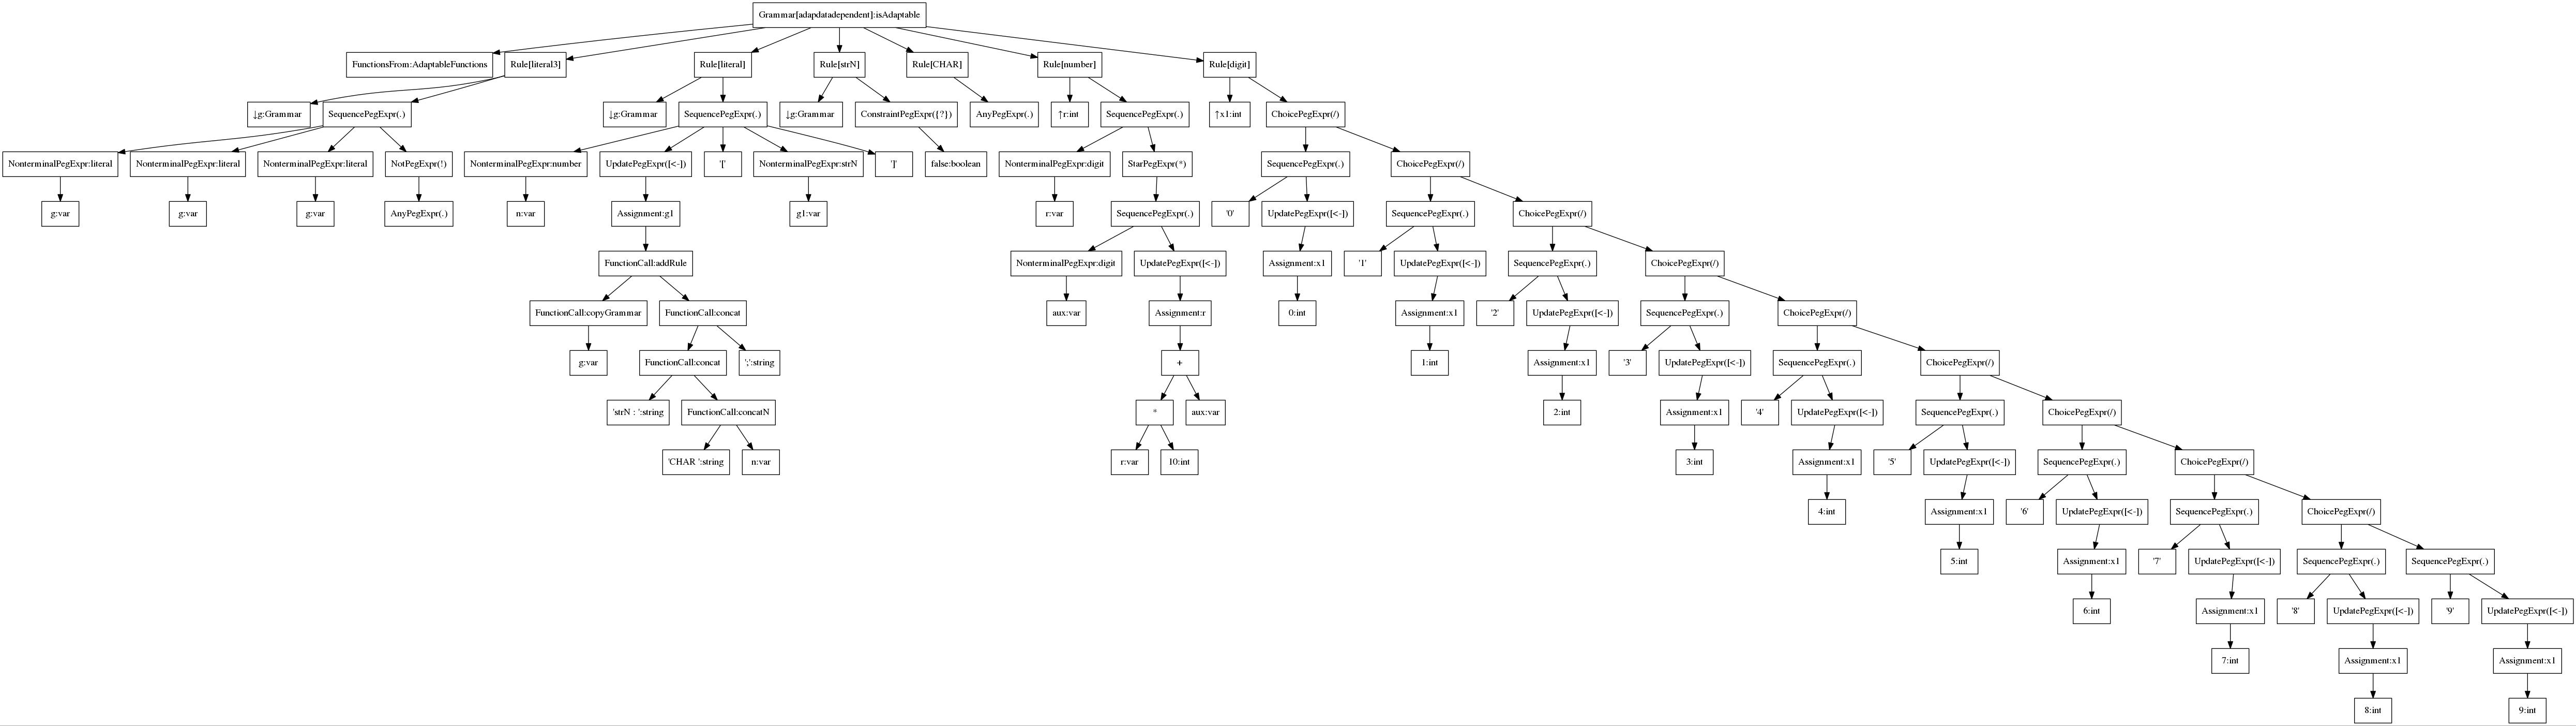 Grammar[adapdatadependent]:isAdaptable
FunctionsFrom:AdaptableFunctions
Rule[literal3]
Rule[literal]
Rule[strN]
Rule[CHAR]
Rule[number]
Rule[digit]
↓g:Grammar
SequencePegExpr(.)
↓g:Grammar
SequencePegExpr(.)
↓g:Grammar
ConstraintPegExpr({?})
AnyPegExpr(.)
↑r:int
SequencePegExpr(.)
↑x1:int
ChoicePegExpr(/)
NonterminalPegExpr:literal
NonterminalPegExpr:literal
NonterminalPegExpr:literal
NotPegExpr(!)
NonterminalPegExpr:number
UpdatePegExpr([<-])
'['
NonterminalPegExpr:strN
']'
false:boolean
NonterminalPegExpr:digit
StarPegExpr(*)
SequencePegExpr(.)
ChoicePegExpr(/)
g:var
g:var
g:var
AnyPegExpr(.)
n:var
Assignment:g1
g1:var
r:var
SequencePegExpr(.)
'0'
UpdatePegExpr([<-])
SequencePegExpr(.)
ChoicePegExpr(/)
FunctionCall:addRule
NonterminalPegExpr:digit
UpdatePegExpr([<-])
Assignment:x1
'1'
UpdatePegExpr([<-])
SequencePegExpr(.)
ChoicePegExpr(/)
FunctionCall:copyGrammar
FunctionCall:concat
aux:var
Assignment:r
0:int
Assignment:x1
'2'
UpdatePegExpr([<-])
SequencePegExpr(.)
ChoicePegExpr(/)
g:var
FunctionCall:concat
';':string
+
1:int
Assignment:x1
'3'
UpdatePegExpr([<-])
SequencePegExpr(.)
ChoicePegExpr(/)
'strN : ':string
FunctionCall:concatN
*
aux:var
2:int
Assignment:x1
'4'
UpdatePegExpr([<-])
SequencePegExpr(.)
ChoicePegExpr(/)
'CHAR ':string
n:var
r:var
10:int
3:int
Assignment:x1
'5'
UpdatePegExpr([<-])
SequencePegExpr(.)
ChoicePegExpr(/)
4:int
Assignment:x1
'6'
UpdatePegExpr([<-])
SequencePegExpr(.)
ChoicePegExpr(/)
5:int
Assignment:x1
'7'
UpdatePegExpr([<-])
SequencePegExpr(.)
SequencePegExpr(.)
6:int
Assignment:x1
'8'
UpdatePegExpr([<-])
'9'
UpdatePegExpr([<-])
7:int
Assignment:x1
Assignment:x1
8:int
9:int